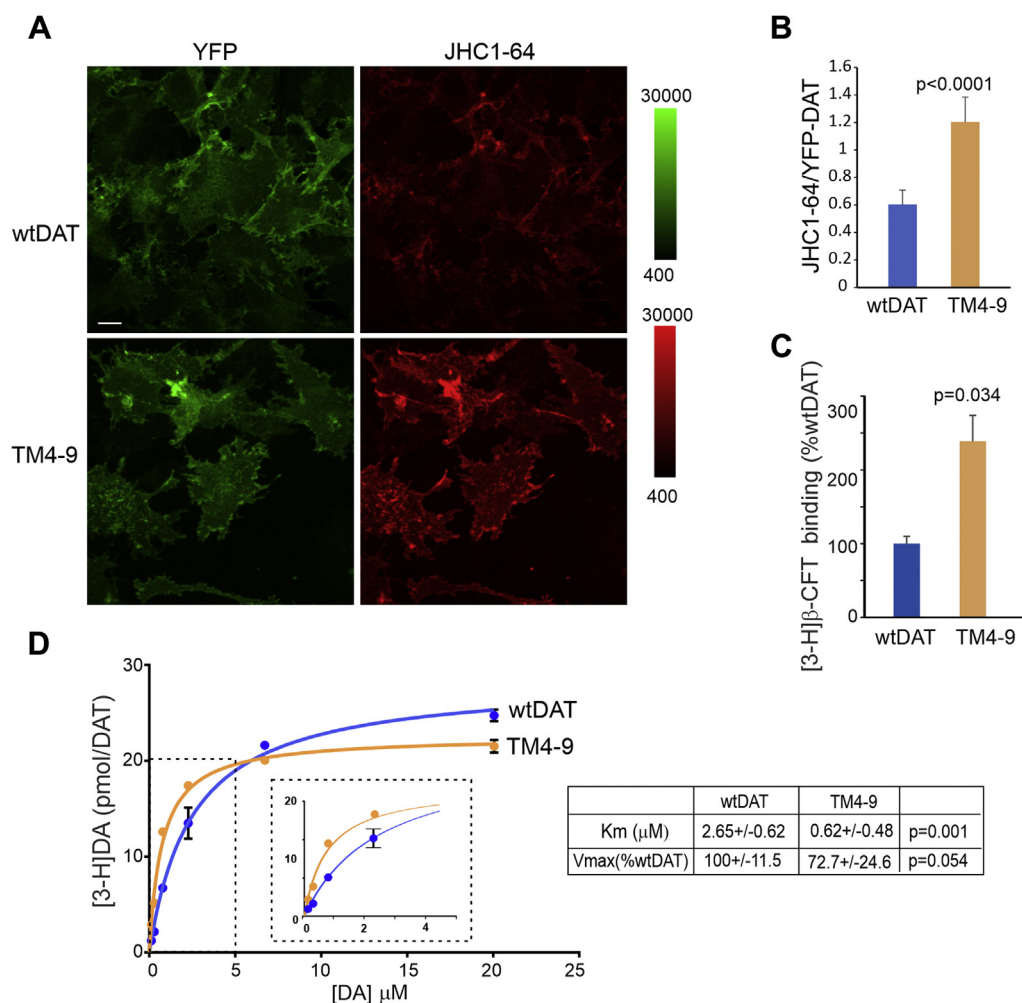 A
YFP
JHC1-64
wtDAT
TM4-9
30000
400
30000
400
B
JHC1-64/YFP-DAT
1.6
1.4
1.2
1
0.8
0.6
0.4
0.2
0
p<0.0001
wtDAT
TM4-9
C
[3-H]β-CFT binding (%wtDAT)
300
200
100
0
p=0.034
wtDAT
TM4-9
D
[3-H]DA (pmol/DAT)
30
20
10
0
wtDAT
TM4-9
20
10
0
2
4
0
5
10
15
20
25
[DA] μM
wtDAT TM4-9
Km (μM) 2.65+/-0.62 0.62+/-0.48 p=0.001
Vmax(%wtDAT) 100+/-11.5 72.7+/-24.6 p=0.054